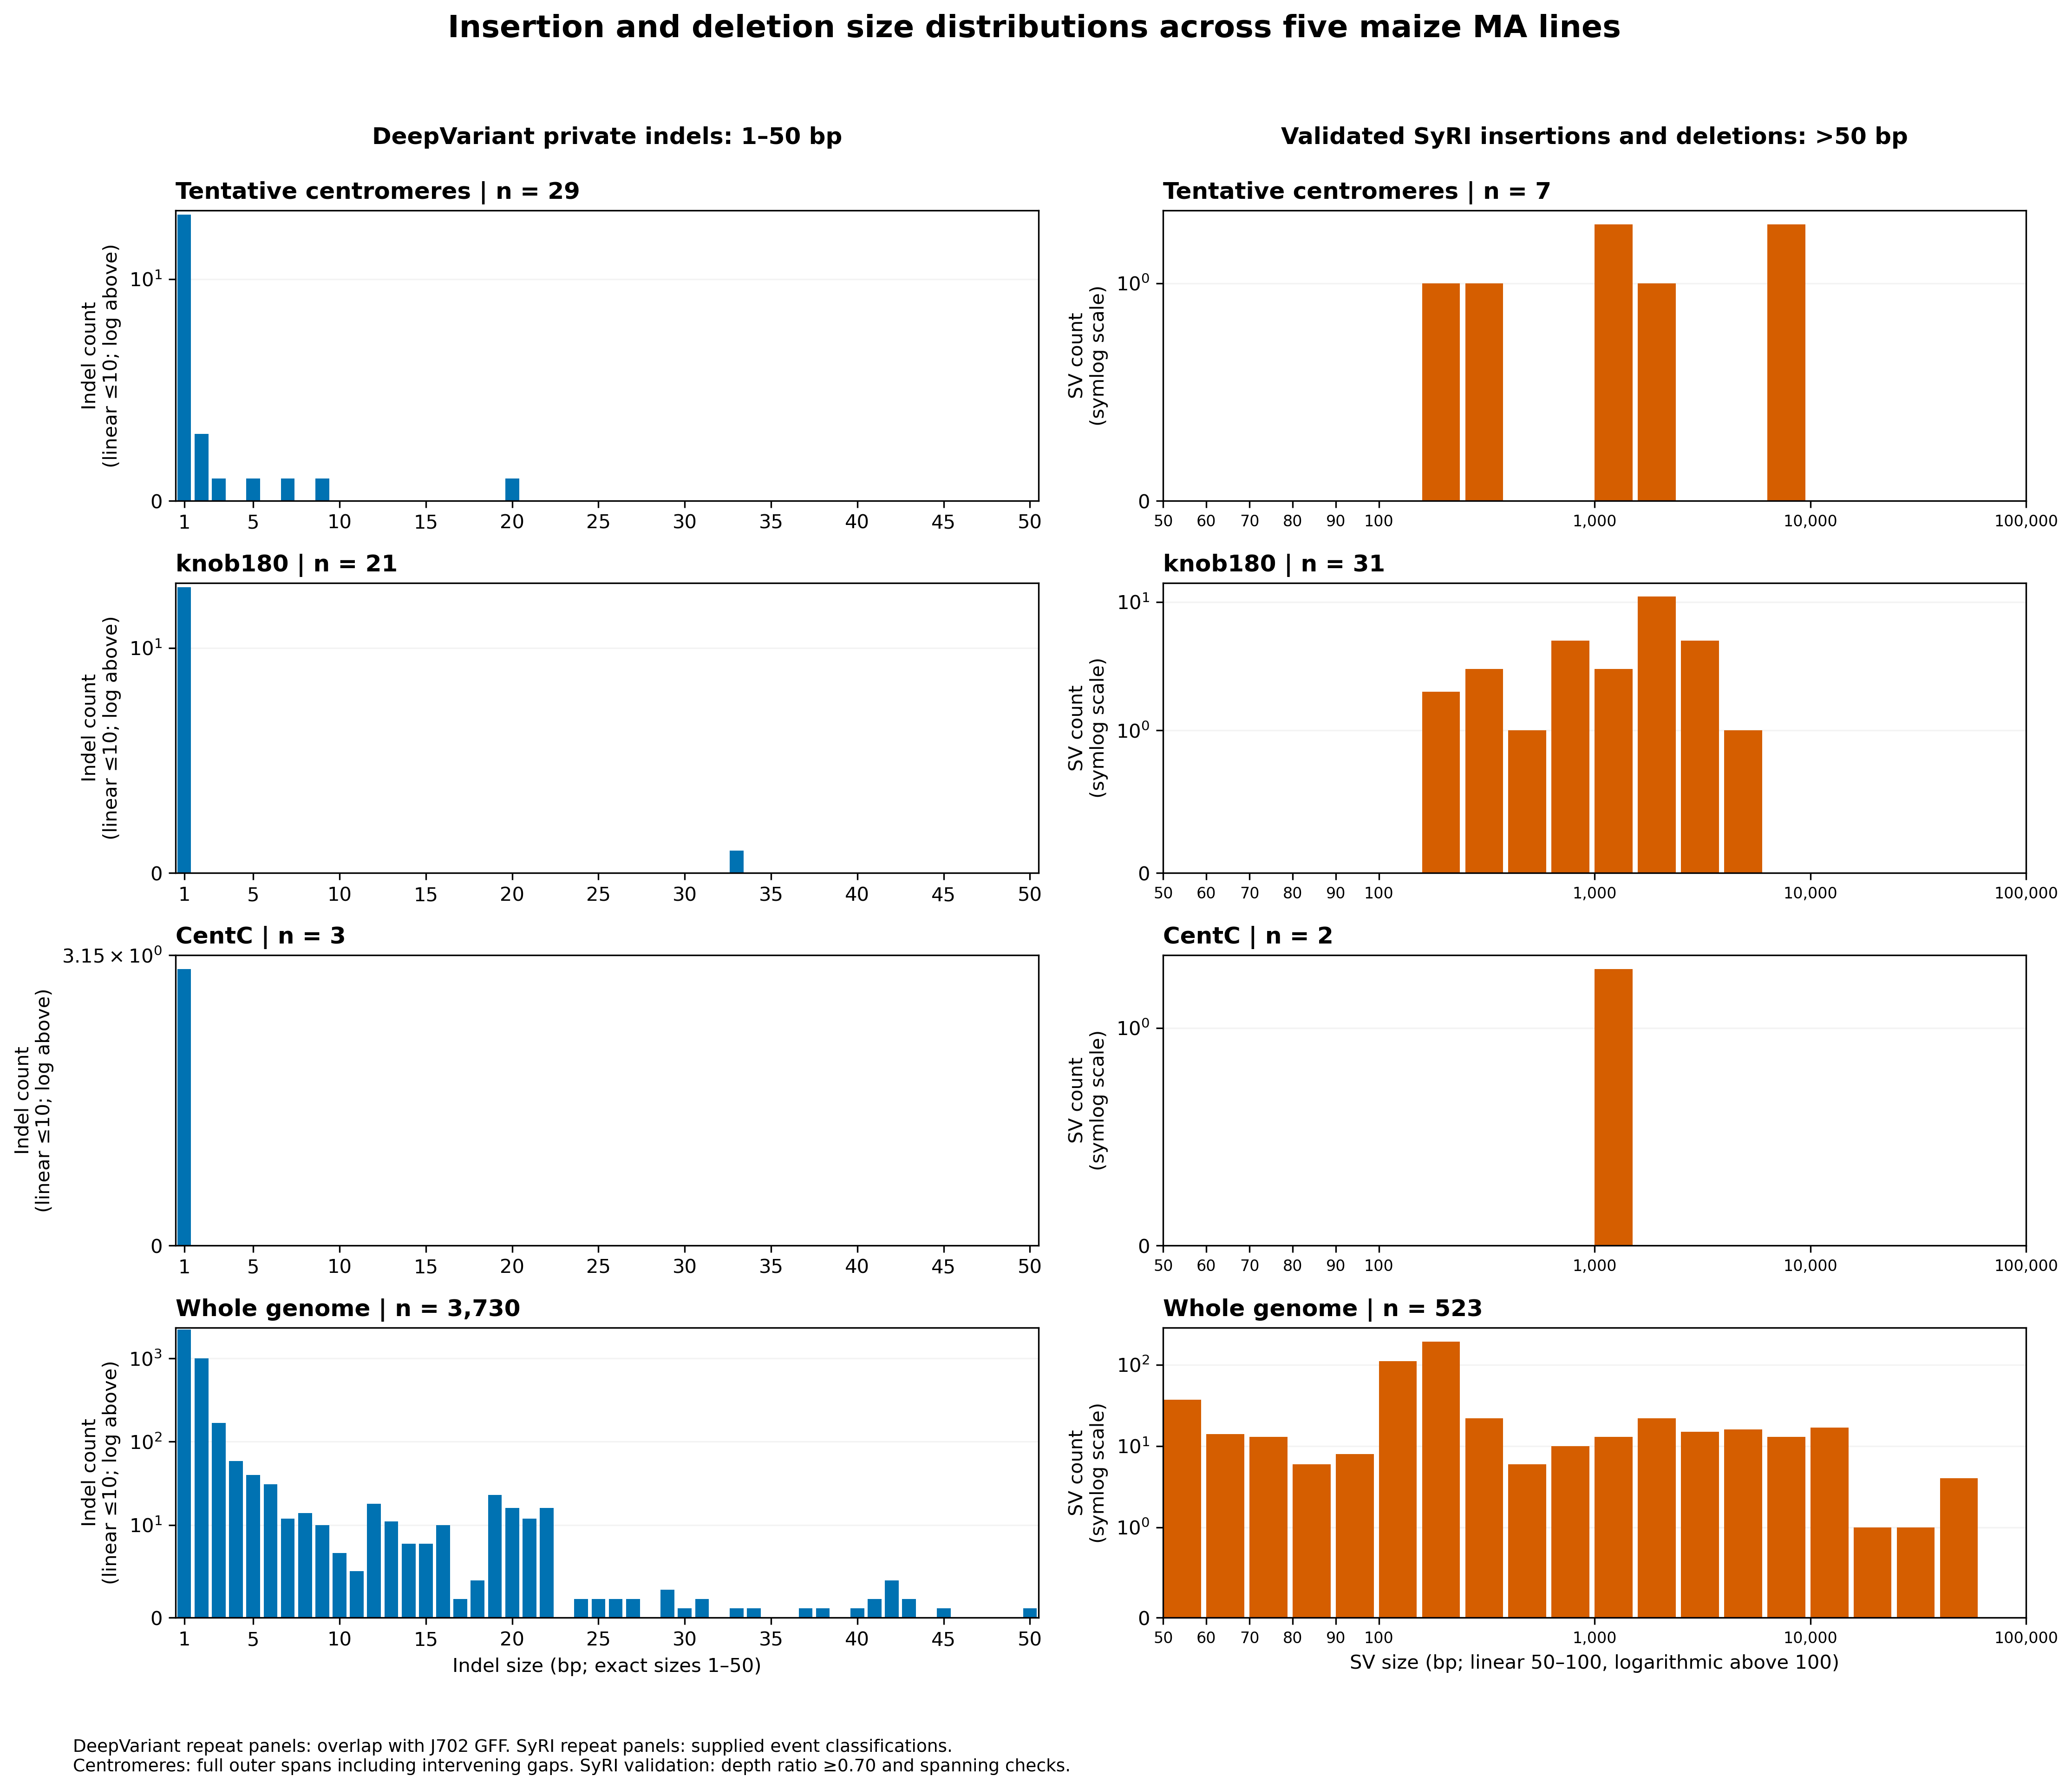 Insertion and deletion size distributions across five maize MA lines
DeepVariant private indels: 1–50 bp
Validated SyRI insertions and deletions: >50 bp
Tentative centromeres | n = 29
Indel count
(linear ≤10; log above)
10¹
0
1 5 10 15 20 25 30 35 40 45 50
Tentative centromeres | n = 7
SV count
(symlog scale)
10⁰
0
50 60 70 80 90 100 1,000 10,000 100,000
knob180 | n = 21
Indel count
(linear ≤10; log above)
10¹
0
1 5 10 15 20 25 30 35 40 45 50
knob180 | n = 31
SV count
(symlog scale)
10¹
10⁰
0
50 60 70 80 90 100 1,000 10,000 100,000
CentC | n = 3
Indel count
(linear ≤10; log above)
3.15 × 10⁰
0
1 5 10 15 20 25 30 35 40 45 50
CentC | n = 2
SV count
(symlog scale)
10⁰
0
50 60 70 80 90 100 1,000 10,000 100,000
Whole genome | n = 3,730
Indel count
(linear ≤10; log above)
10³
10²
10¹
0
1 5 10 15 20 25 30 35 40 45 50
Indel size (bp; exact sizes 1–50)
Whole genome | n = 523
SV count
(symlog scale)
10²
10¹
10⁰
0
50 60 70 80 90 100 1,000 10,000 100,000
SV size (bp; linear 50–100, logarithmic above 100)
DeepVariant repeat panels: overlap with J702 GFF. SyRI repeat panels: supplied event classifications.
Centromeres: full outer spans including intervening gaps. SyRI validation: depth ratio ≥0.70 and spanning checks.